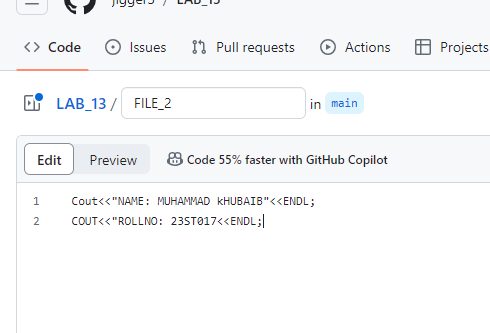 LAB_13
Code Issues Pull requests Actions Projects
LAB_13 / FILE_2 in main
Edit Preview Code 55% faster with GitHub Copilot
1 Cout<<"NAME: MUHAMMAD kHUBAIB"<<ENDL;
2 COUT<<"ROLLNO: 23ST017<<ENDL;